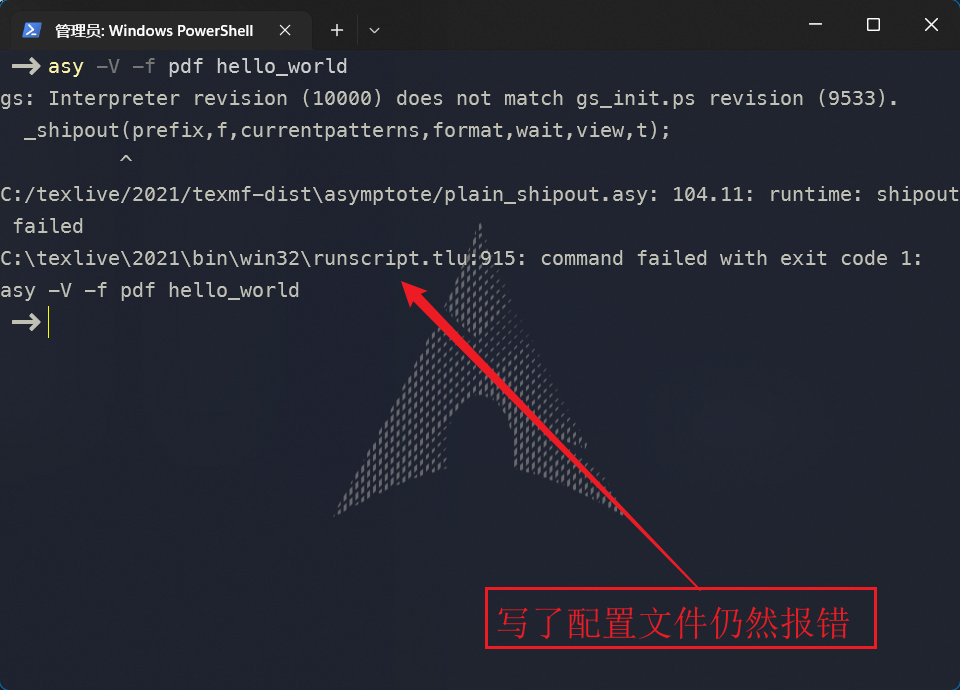 管理员: Windows PowerShell
asy -V -f pdf hello_world
gs: Interpreter revision (10000) does not match gs_init.ps revision (9533).
_shipout(prefix,f,currentpatterns,format,wait,view,t);
^
C:/texlive/2021/texmf-dist\asymptote/plain_shipout.asy: 104.11: runtime: shipout
failed
C:\texlive\2021\bin\win32\runscript.tlu:915: command failed with exit code 1:
asy -V -f pdf hello_world
写了配置文件仍然报错